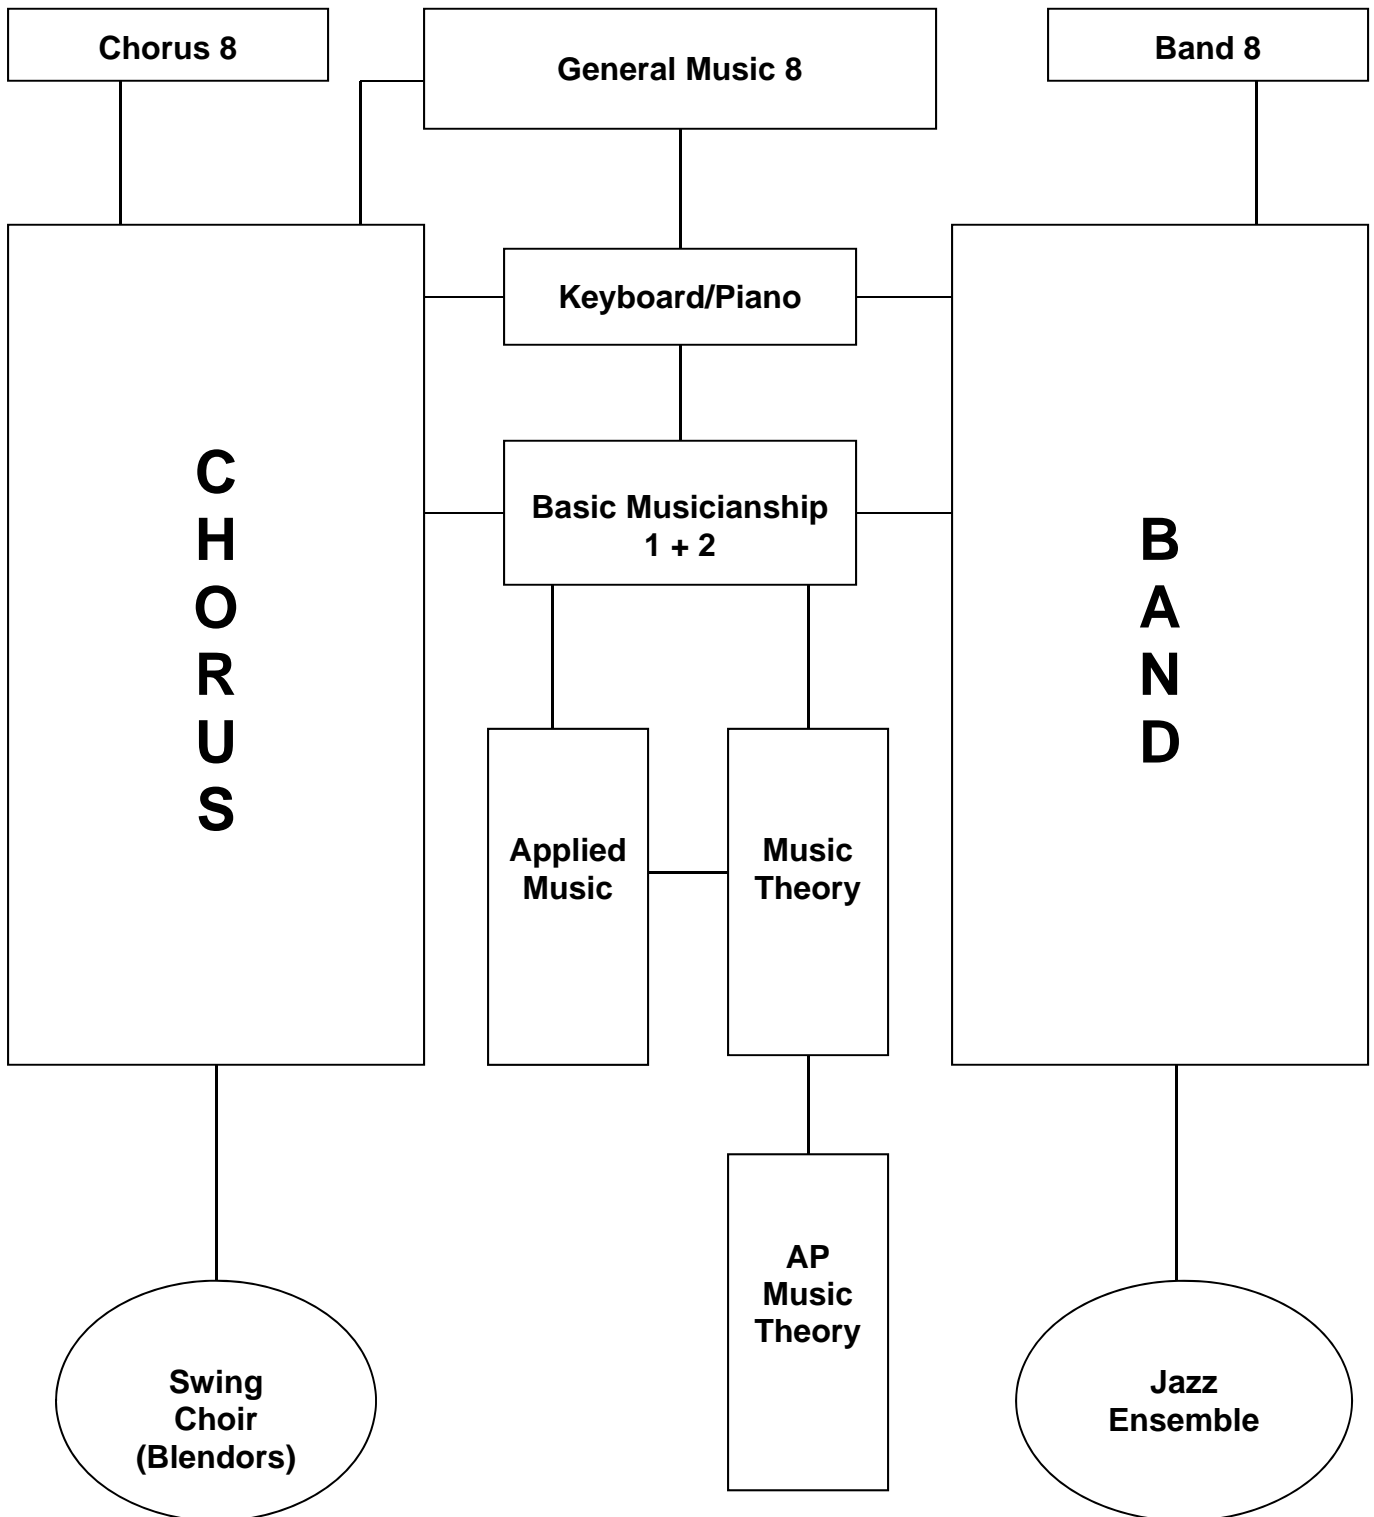 Chorus 8
General Music 8
Band 8
Keyboard/Piano
Basic Musicianship
1 + 2
C
H
O
R
U
S
B
A
N
D
Applied
Music
Music
Theory
AP
Music
Theory
Swing
Choir
(Blendors)
Jazz
Ensemble